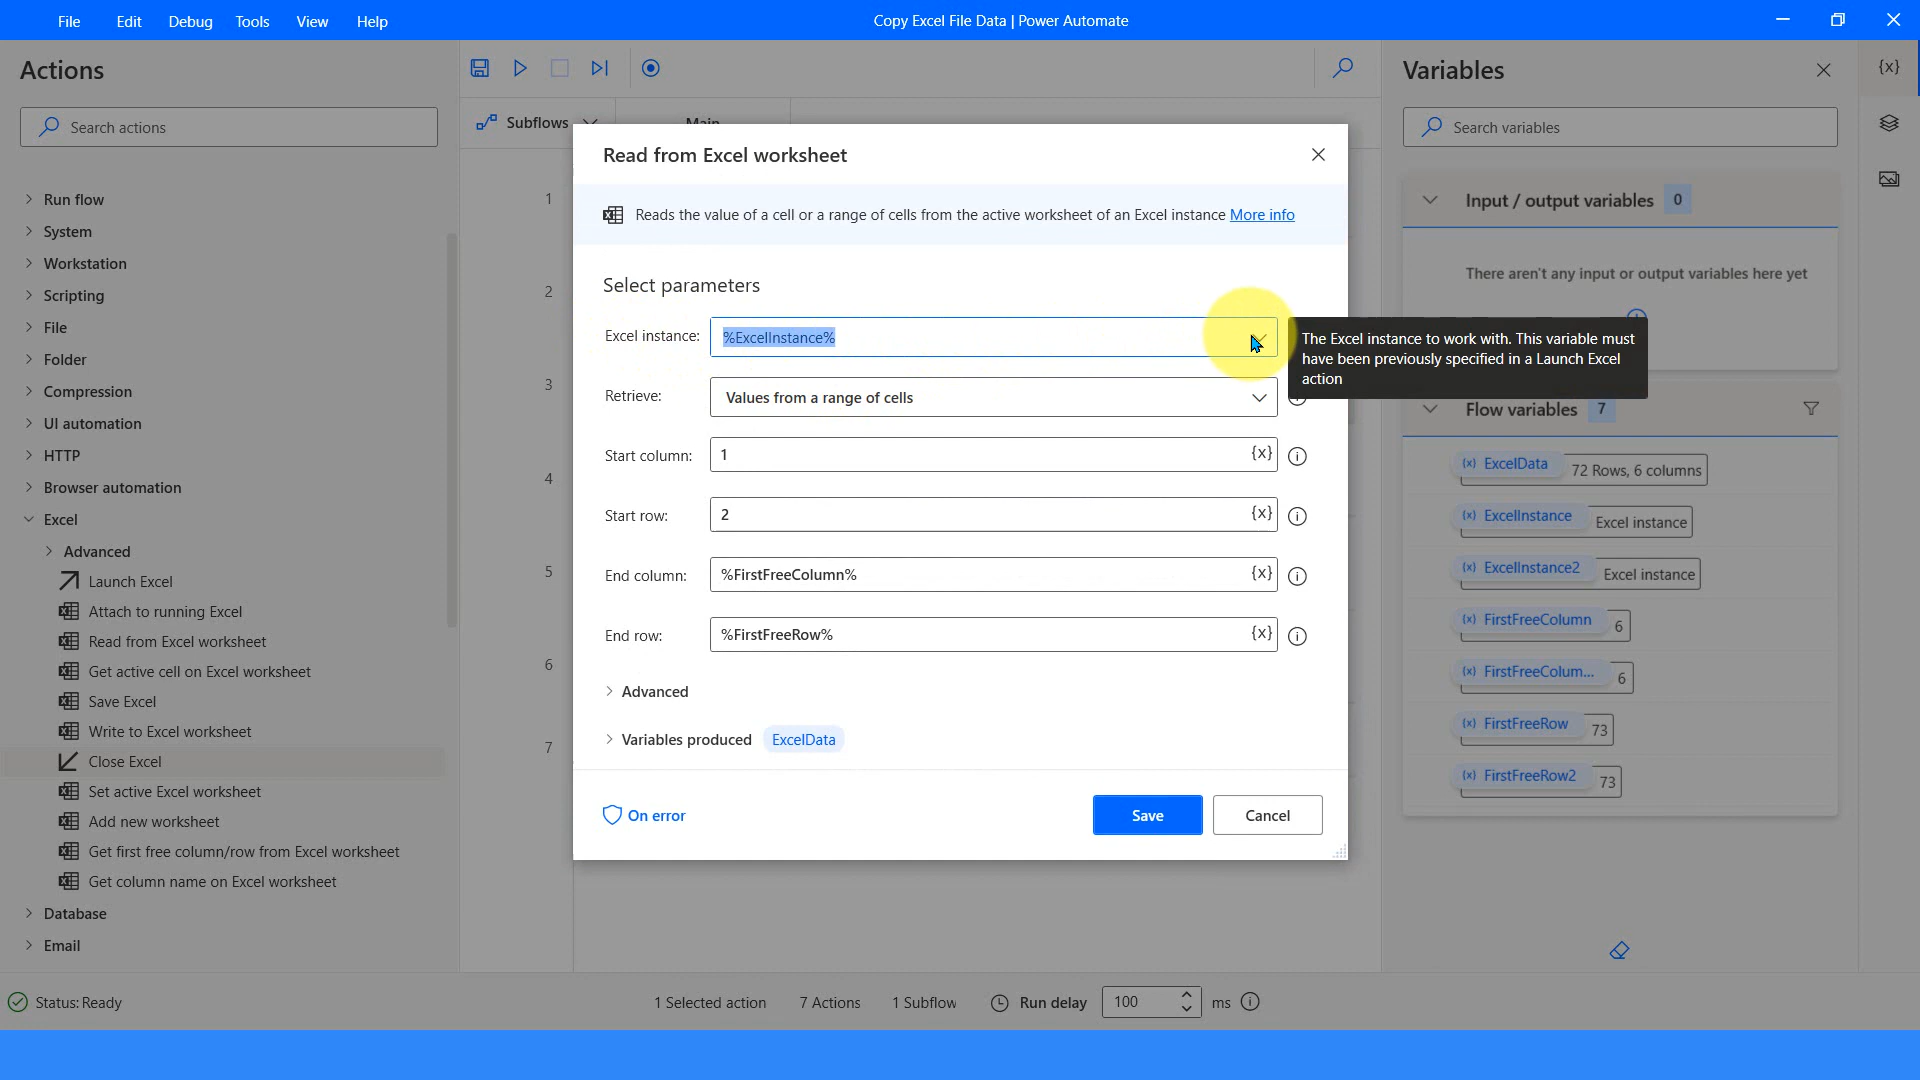 File Edit Debug Tools View Help
Copy Excel File Data | Power Automate
Actions
Search actions
Run flow
System
Workstation
Scripting
File
Folder
Compression
UI automation
HTTP
Browser automation
Excel
Advanced
Launch Excel
Attach to running Excel
Read from Excel worksheet
Get active cell on Excel worksheet
Save Excel
Write to Excel worksheet
Close Excel
Set active Excel worksheet
Add new worksheet
Get first free column/row from Excel worksheet
Get column name on Excel worksheet
Database
Email
Subflows
Main
1
2
3
4
5
6
7
Read from Excel worksheet
Reads the value of a cell or a range of cells from the active worksheet of an Excel instance More info
Select parameters
Excel instance: %ExcelInstance%
The Excel instance to work with. This variable must
have been previously specified in a Launch Excel
action
Retrieve: Values from a range of cells
Start column: 1 {x}
Start row: 2 {x}
End column: %FirstFreeColumn% {x}
End row: %FirstFreeRow% {x}
Advanced
Variables produced ExcelData
On error
Save
Cancel
Variables
{x}
Search variables
Input / output variables 0
There aren't any input or output variables here yet
Flow variables 7
(x) ExcelData 72 Rows, 6 columns
(x) ExcelInstance Excel instance
(x) ExcelInstance2 Excel instance
(x) FirstFreeColumn 6
(x) FirstFreeColum... 6
(x) FirstFreeRow 73
(x) FirstFreeRow2 73
Status: Ready
1 Selected action 7 Actions 1 Subflow Run delay 100 ms